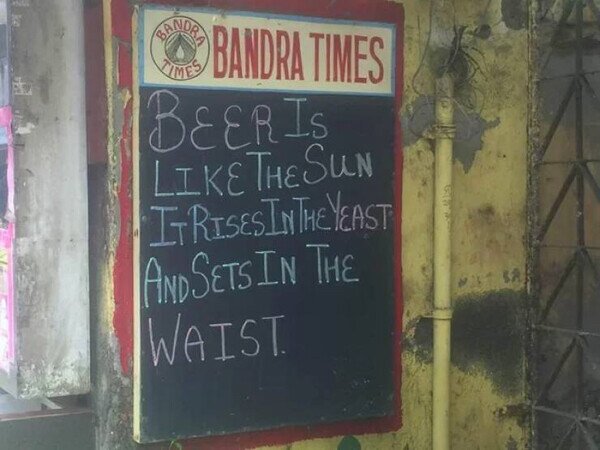 BANDRA TIMES BANDRA TIMES
BEER IS
LIKE THE SUN
IT RISES IN THE YEAST
AND SETS IN THE
WAIST.